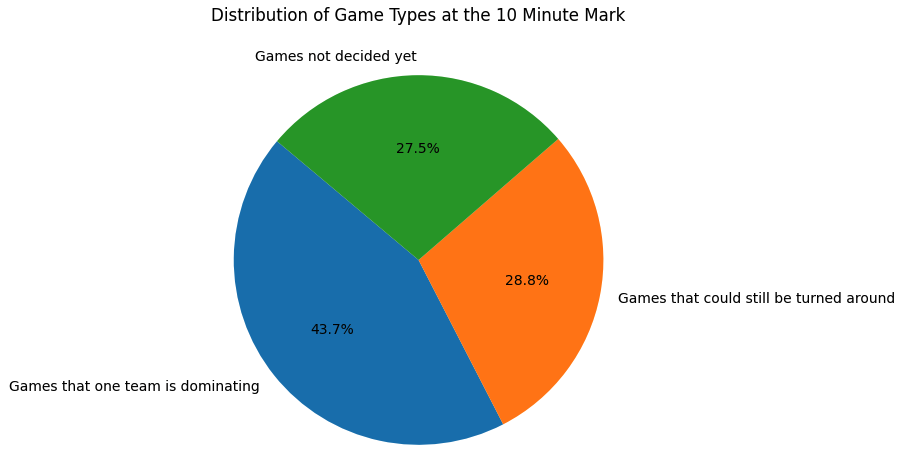 Distribution of Game Types at the 10 Minute Mark
Games not decided yet
27.5%
28.8%
Games that could still be turned around
43.7%
Games that one team is dominating